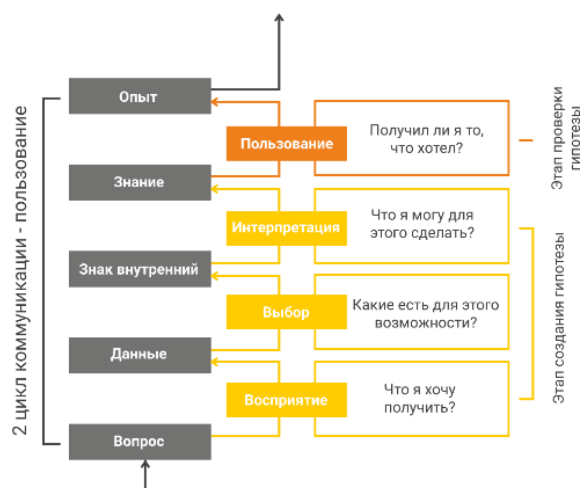 Опыт
Пользование
Получил ли я то,
что хотел?
Знание
Интерпретация
Что я могу для
этого сделать?
Знак внутренний
Выбор
Какие есть для этого
возможности?
Данные
Восприятие
Что я хочу
получить?
Вопрос
2 цикл коммуникации - пользование
Этап проверки
гипотезы
Этап создания гипотезы